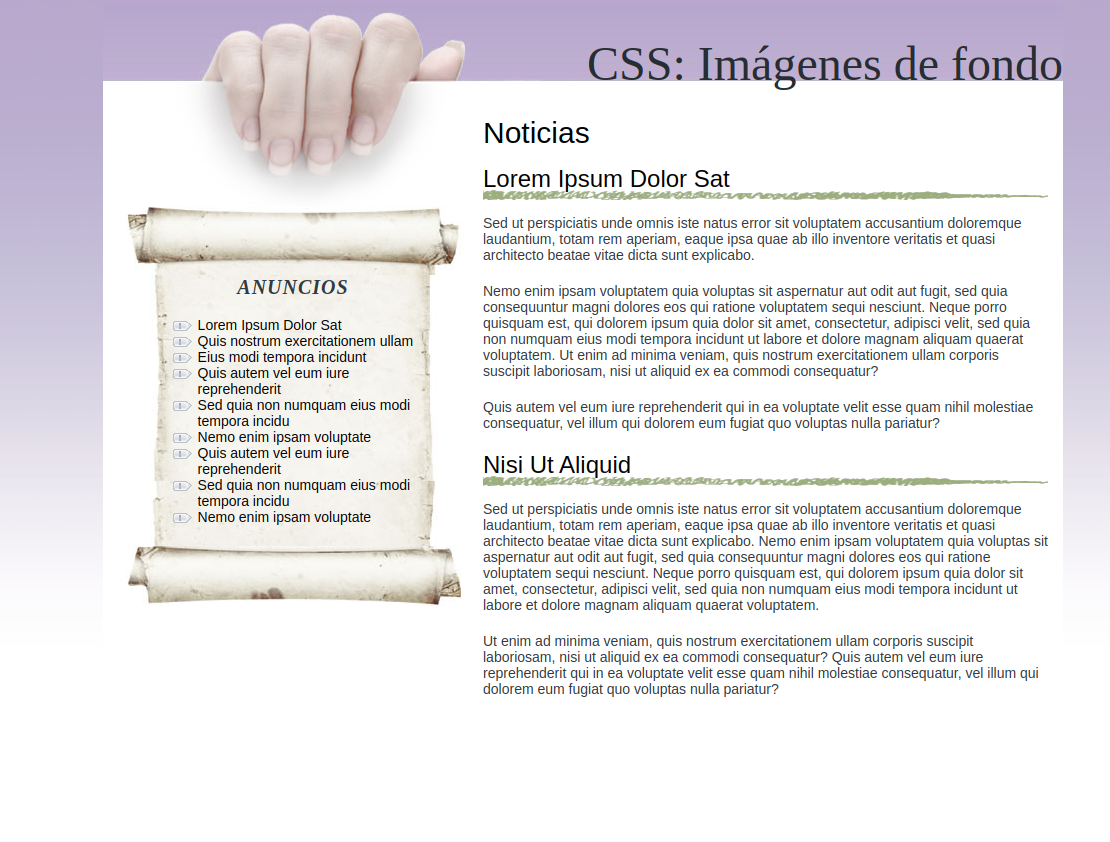 CSS: Imágenes de fondo
Noticias
Lorem Ipsum Dolor Sat
Sed ut perspiciatis unde omnis iste natus error sit voluptatem accusantium doloremque
laudantium, totam rem aperiam, eaque ipsa quae ab illo inventore veritatis et quasi
architecto beatae vitae dicta sunt explicabo.
Nemo enim ipsam voluptatem quia voluptas sit aspernatur aut odit aut fugit, sed quia
consequuntur magni dolores eos qui ratione voluptatem sequi nesciunt. Neque porro
quisquam est, qui dolorem ipsum quia dolor sit amet, consectetur, adipisci velit, sed quia
non numquam eius modi tempora incidunt ut labore et dolore magnam aliquam quaerat
voluptatem. Ut enim ad minima veniam, quis nostrum exercitationem ullam corporis
suscipit laboriosam, nisi ut aliquid ex ea commodi consequatur?
Quis autem vel eum iure reprehenderit qui in ea voluptate velit esse quam nihil molestiae
consequatur, vel illum qui dolorem eum fugiat quo voluptas nulla pariatur?
Nisi Ut Aliquid
Sed ut perspiciatis unde omnis iste natus error sit voluptatem accusantium doloremque
laudantium, totam rem aperiam, eaque ipsa quae ab illo inventore veritatis et quasi
architecto beatae vitae dicta sunt explicabo. Nemo enim ipsam voluptatem quia voluptas sit
aspernatur aut odit aut fugit, sed quia consequuntur magni dolores eos qui ratione
voluptatem sequi nesciunt. Neque porro quisquam est, qui dolorem ipsum quia dolor sit
amet, consectetur, adipisci velit, sed quia non numquam eius modi tempora incidunt ut
labore et dolore magnam aliquam quaerat voluptatem.
Ut enim ad minima veniam, quis nostrum exercitationem ullam corporis suscipit
laboriosam, nisi ut aliquid ex ea commodi consequatur? Quis autem vel eum iure
reprehenderit qui in ea voluptate velit esse quam nihil molestiae consequatur, vel illum qui
dolorem eum fugiat quo voluptas nulla pariatur?
ANUNCIOS
Lorem Ipsum Dolor Sat
Quis nostrum exercitationem ullam
Eius modi tempora incidunt
Quis autem vel eum iure
reprehenderit
Sed quia non numquam eius modi
tempora incidu
Nemo enim ipsam voluptate
Quis autem vel eum iure
reprehenderit
Sed quia non numquam eius modi
tempora incidu
Nemo enim ipsam voluptate